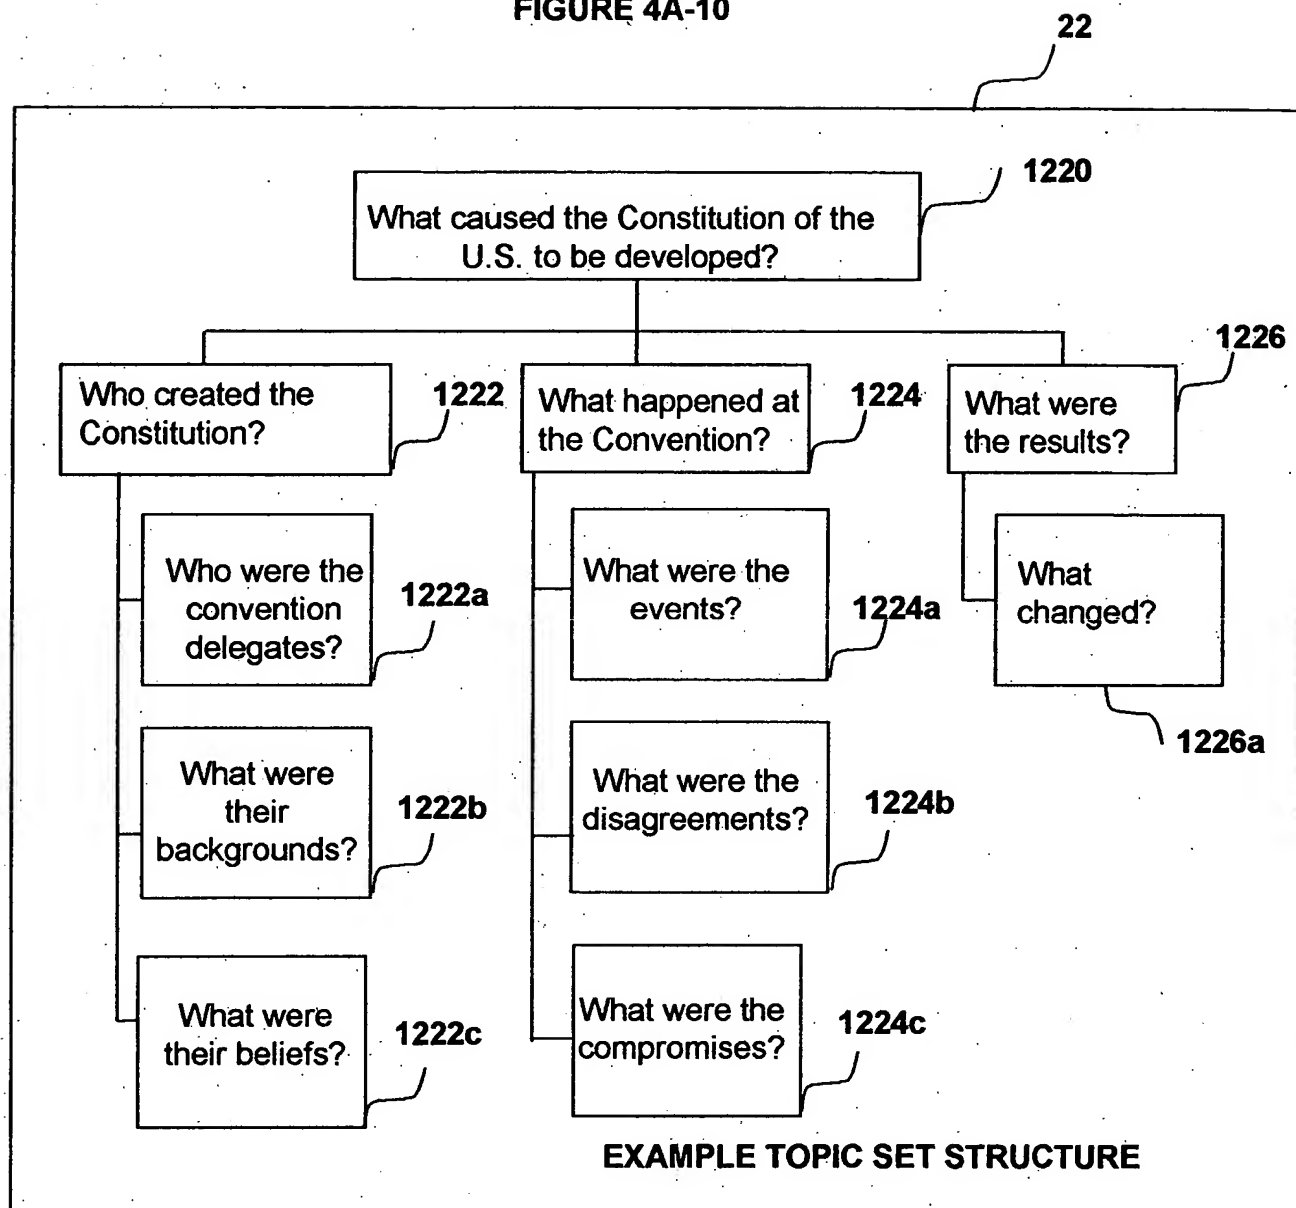 FIGURE 4A-10
22
1220
What caused the Constitution of the
U.S. to be developed?
1226
Who created the
Constitution?
1222
What happened at
the Convention?
1224
What were
the results?
Who were the
convention
delegates?
1222a
What were the
events?
1224a
What
changed?
1226a
What were
their
backgrounds?
1222b
What were the
disagreements?
1224b
What were
their beliefs?
1222c
What were the
compromises?
1224c
EXAMPLE TOPIC SET STRUCTURE